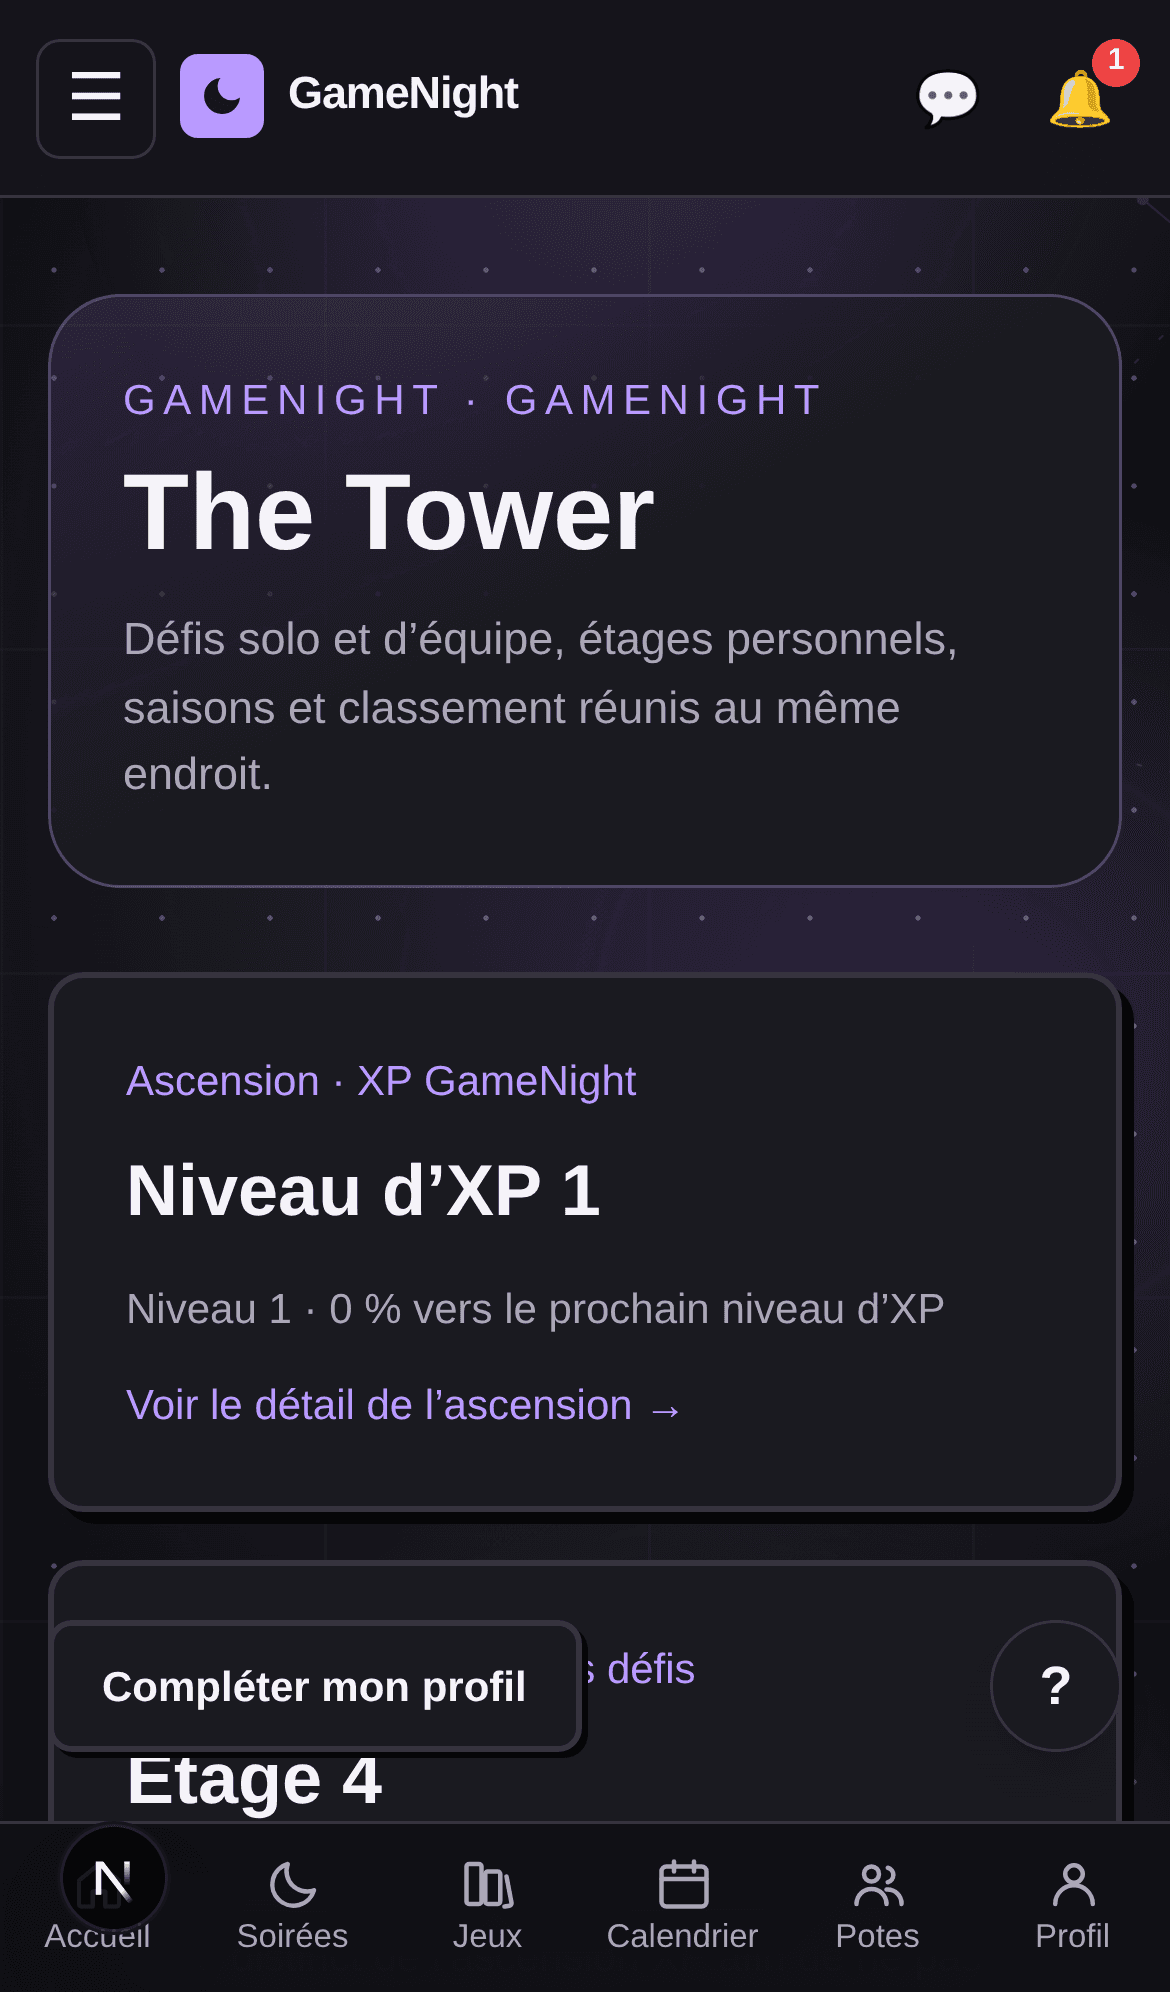 GameNight
1
GAMENIGHT · GAMENIGHT
The Tower
Défis solo et d’équipe, étages personnels,
saisons et classement réunis au même
endroit.
Ascension · XP GameNight
Niveau d’XP 1
Niveau 1 · 0 % vers le prochain niveau d’XP
Voir le détail de l’ascension →
défis
Compléter mon profil
?
Étage 4
N
Accueil
Soirées
Jeux
Calendrier
Potes
Profil